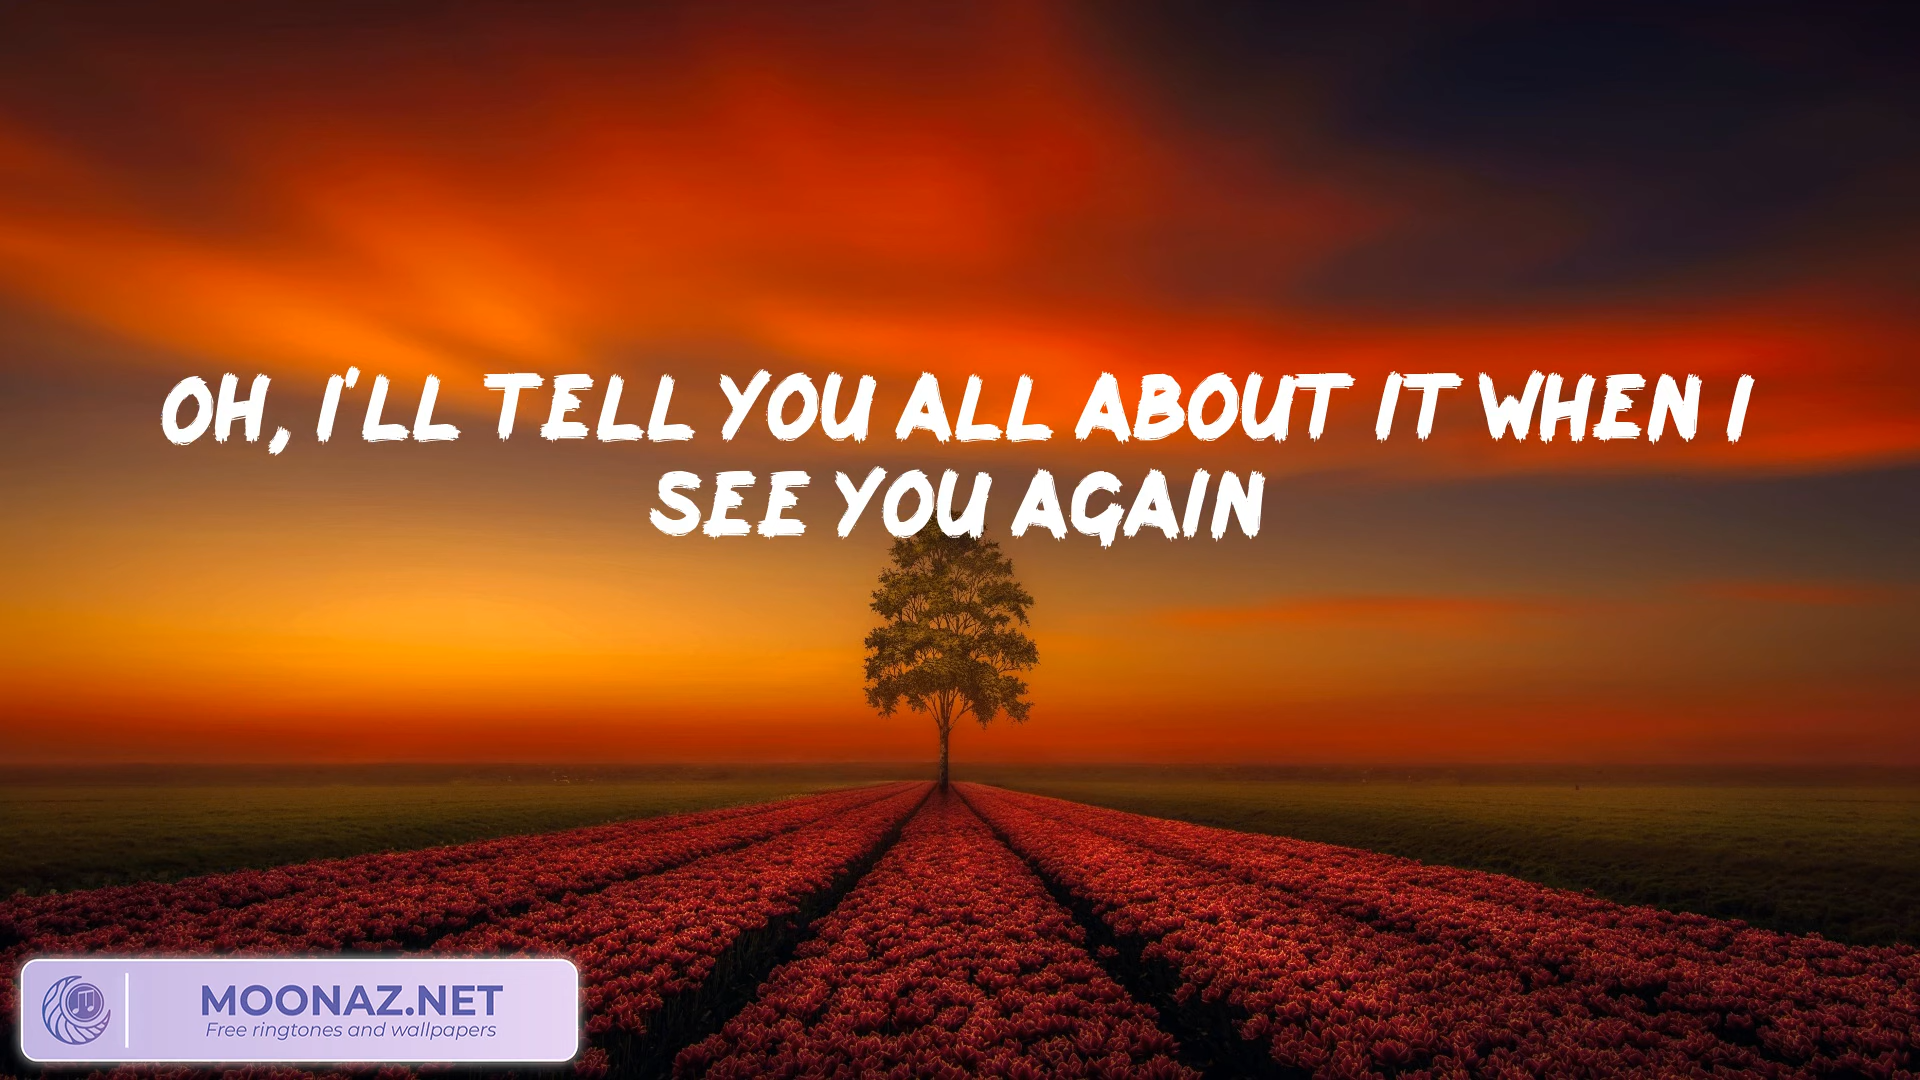 OH, I'LL TELL YOU ALL ABOUT IT WHEN I
SEE YOU AGAIN
MOONAZ.NET
Free ringtones and wallpapers